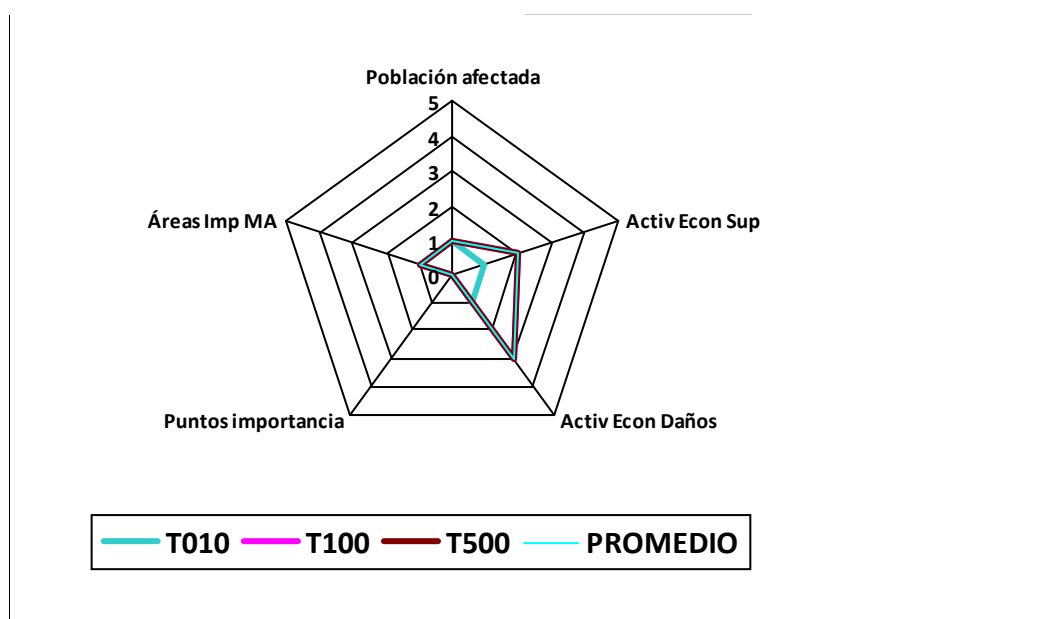 Población afectada
5
4
3
2
1
0
Áreas Imp MA
Activ Econ Sup
Puntos importancia
Activ Econ Daños
T010 T100 T500 PROMEDIO